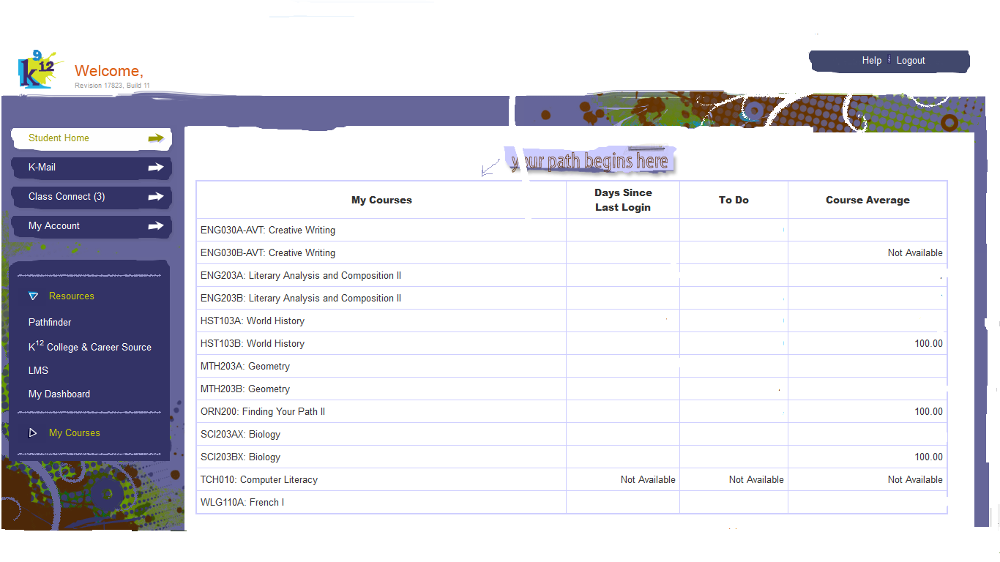 k12 9
Welcome,
Revision 17823, Build 11
Help Logout
Student Home
K-Mail
Class Connect (3)
My Account
Resources
Pathfinder
K12 College & Career Source
LMS
My Dashboard
My Courses
your path begins here
My Courses Days Since Last Login To Do Course Average
ENG030A-AVT: Creative Writing
ENG030B-AVT: Creative Writing Not Available
ENG203A: Literary Analysis and Composition II
ENG203B: Literary Analysis and Composition II
HST103A: World History
HST103B: World History 100.00
MTH203A: Geometry
MTH203B: Geometry
ORN200: Finding Your Path II 100.00
SCI203AX: Biology
SCI203BX: Biology 100.00
TCH010: Computer Literacy Not Available Not Available Not Available
WLG110A: French I